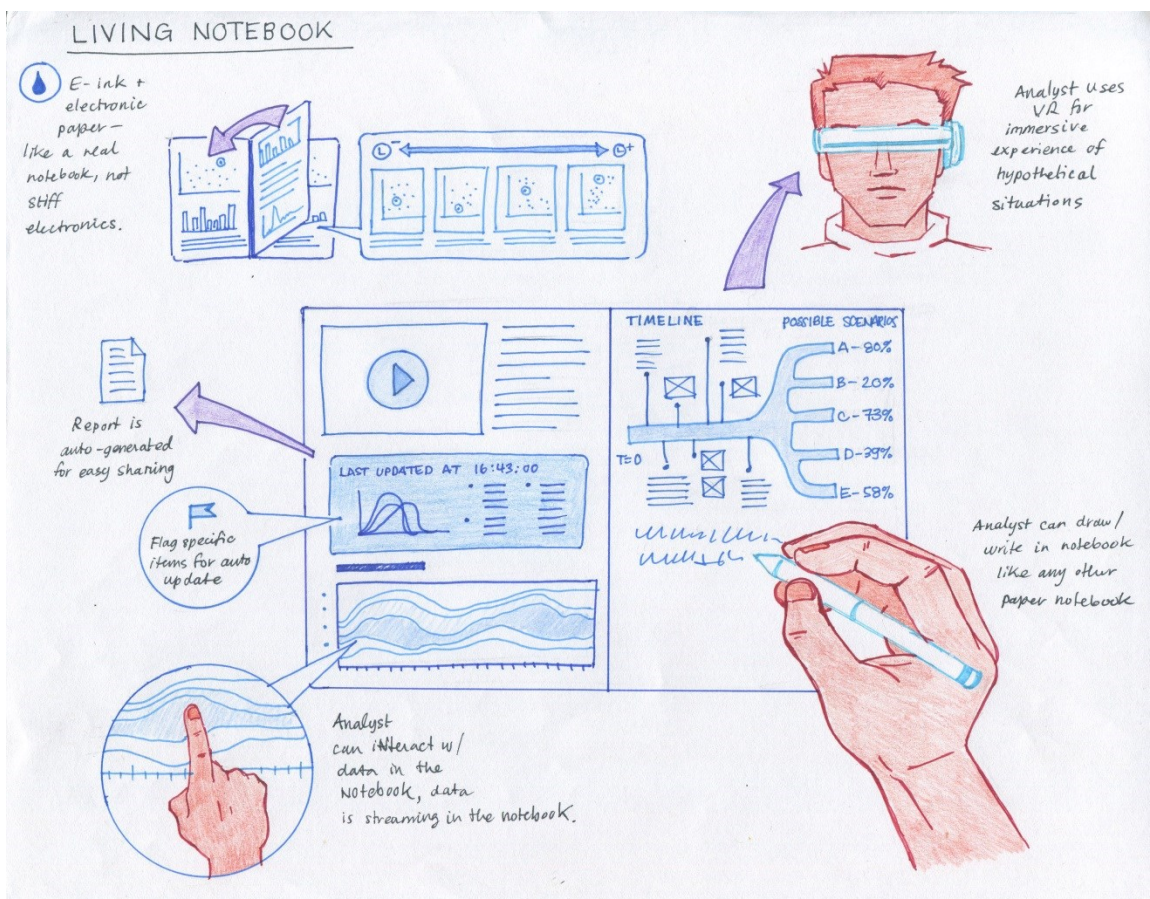 LIVING NOTEBOOK
E-ink +
electronic
paper —
like a real
notebook, not
stiff
electronics.
L - L +
Analyst uses
VR for
immersive
experience of
hypothetical
situations
Report is
auto-generated
for easy sharing
LAST UPDATED AT 16:43:00
Flag specific
items for auto
update
TIMELINE POSSIBLE SCENARIOS
A-80%
B-20%
C-73%
T=0
D-39%
E-58%
Analyst can draw/
write in notebook
like any other
paper notebook
Analyst
can interact w/
data in the
Notebook, data
is streaming in the notebook.